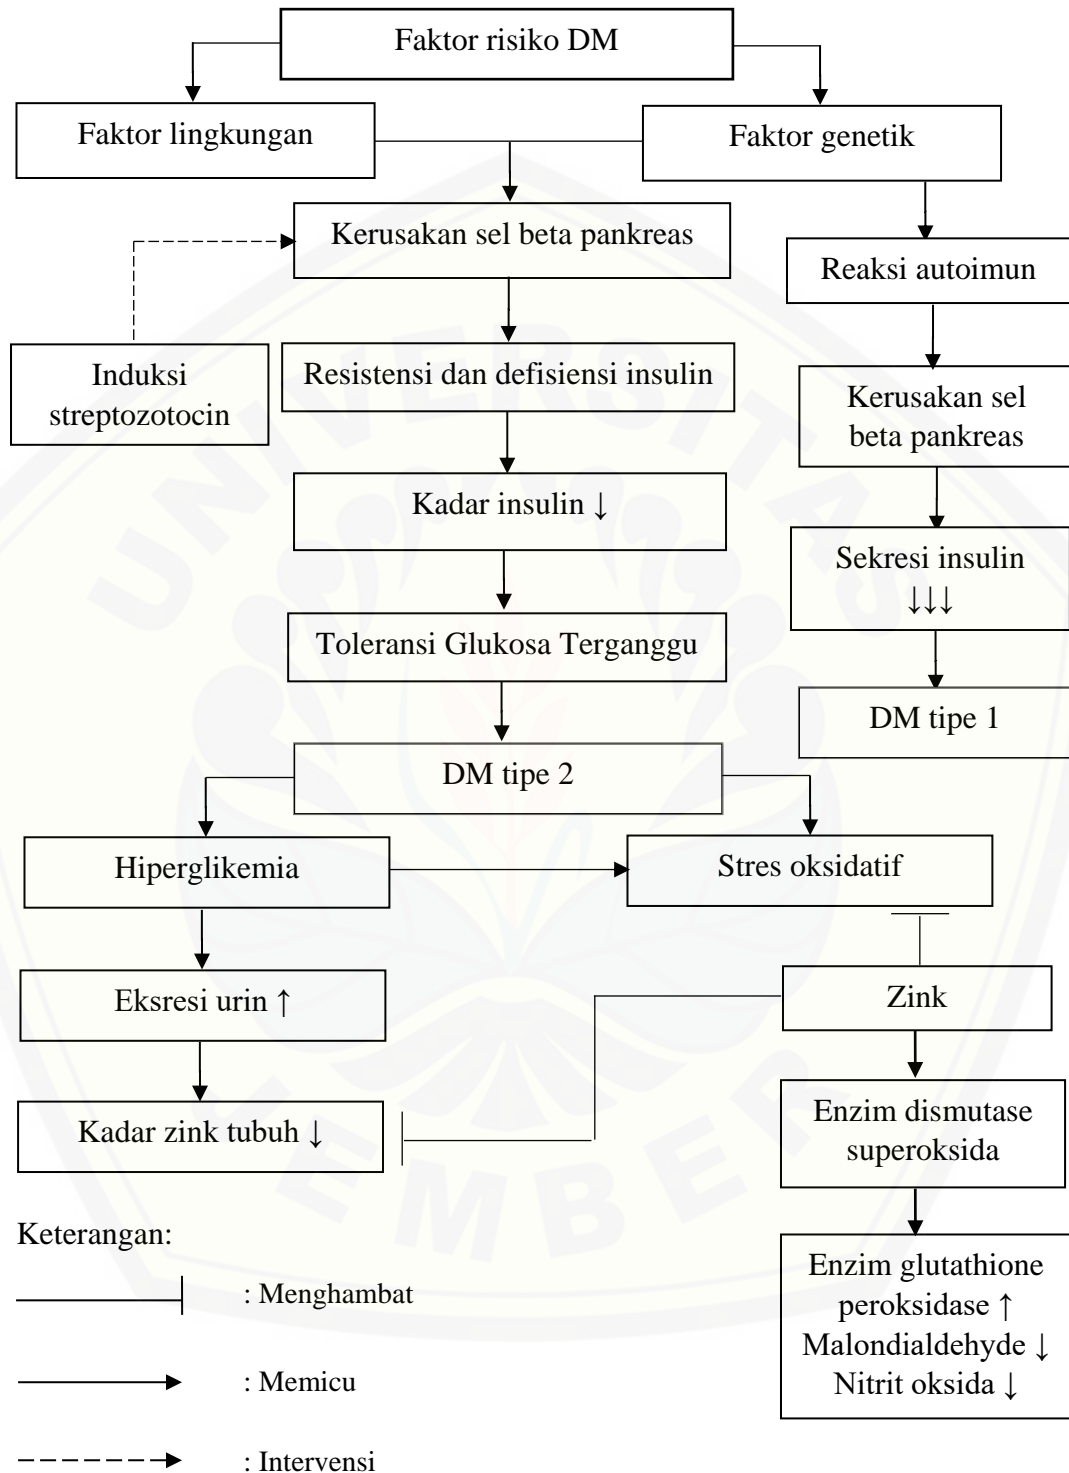 Faktor risiko DM
Faktor lingkungan
Faktor genetik
Kerusakan sel beta pankreas
Reaksi autoimun
Induksi
streptozotocin
Resistensi dan defisiensi insulin
Kerusakan sel
beta pankreas
Kadar insulin ↓
Sekresi insulin
↓↓↓
Toleransi Glukosa Terganggu
DM tipe 1
DM tipe 2
Hiperglikemia
Stres oksidatif
Eksresi urin ↑
Zink
Kadar zink tubuh ↓
Enzim dismutase
superoksida
Enzim glutathione
peroksidase ↑
Malondialdehyde ↓
Nitrit oksida ↓
Keterangan:
: Menghambat
: Memicu
: Intervensi
UNIVERSITAS
JEMBER